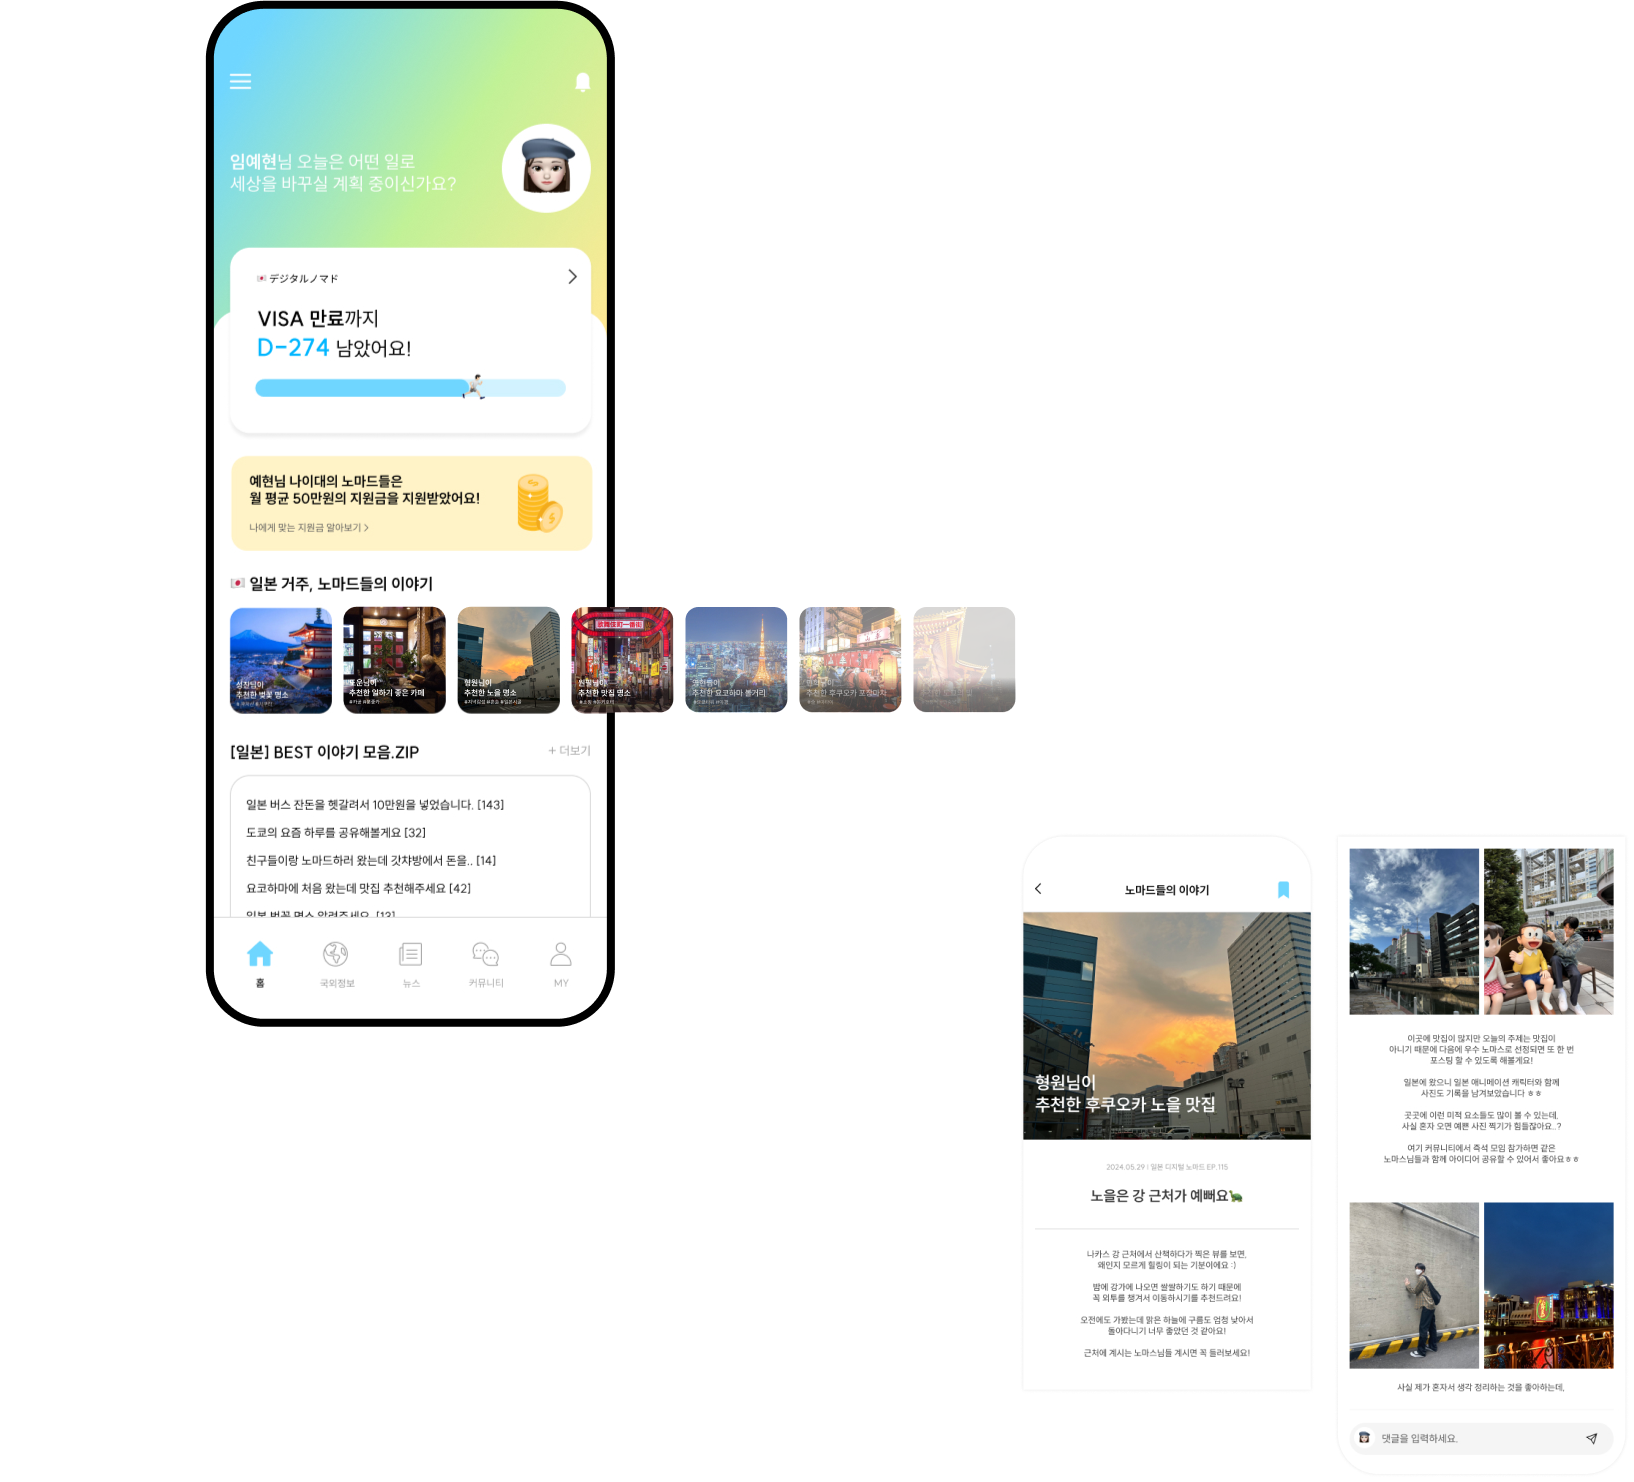 임예현님 오늘은 어떤 일로
세상을 바꾸실 계획 중이신가요?
デジタルノマド
VISA 만료까지
D-274 남았어요!
예현님 나이대의 노마드들은
월 평균 50만원의 지원금을 지원받았어요!
나에게 맞는 지원금 알아보기 >
일본 거주, 노마드들의 이야기
성찬님이
추천한 벚꽃 명소
추천한 일하기 좋은 카페
형원님이
추천한 노을 명소
원필님이
추천한 맛집 명소
歌舞伎町一番街
추천한 요코하마 볼거리
추천한 후쿠오카 포장마차
[일본] BEST 이야기 모음.ZIP
+ 더보기
일본 버스 잔돈을 헷갈려서 10만원을 넣었습니다. [143]
도쿄의 요즘 하루를 공유해볼게요 [32]
친구들이랑 노마드하러 왔는데 갓챠방에서 돈을.. [14]
요코하마에 처음 왔는데 맛집 추천해주세요 [42]
일본 벚꽃 명소 알려주세요. [13]
홈
국외정보
뉴스
커뮤니티
MY
노마드들의 이야기
형원님이
추천한 후쿠오카 노을 맛집
2024.05.29 | 일본 디지털 노마드 EP.115
노을은 강 근처가 예뻐요🐢
나카스 강 근처에서 산책하다가 찍은 뷰를 보면,
왜인지 모르게 힐링이 되는 기분이에요 :)
밤에 강가에 나오면 쌀쌀하기도 하기 때문에
꼭 외투를 챙겨서 이동하시기를 추천드려요!
오전에도 가봤는데 맑은 하늘에 구름도 엄청 낮아서
돌아다니기 너무 좋았던 것 같아요!
근처에 계시는 노마스님들 계시면 꼭 들러보세요!
이곳에 맛집이 많지만 오늘의 주제는 맛집이
아니기 때문에 다음에 우수 노마스로 선정되면 또 한 번
포스팅 할 수 있도록 해볼게요!
일본에 왔으니 일본 애니메이션 캐릭터와 함께
사진도 기록을 남겨보았습니다 ㅎㅎ
곳곳에 이런 미적 요소들도 많이 볼 수 있는데,
사실 혼자 오면 예쁜 사진 찍기가 힘들잖아요..?
여기 커뮤니티에서 즉석 모임 참가하면 같은
노마스님들과 함께 아이디어 공유할 수 있어서 좋아요ㅎㅎ
사실 제가 혼자서 생각 정리하는 것을 좋아하는데,
댓글을 입력하세요.